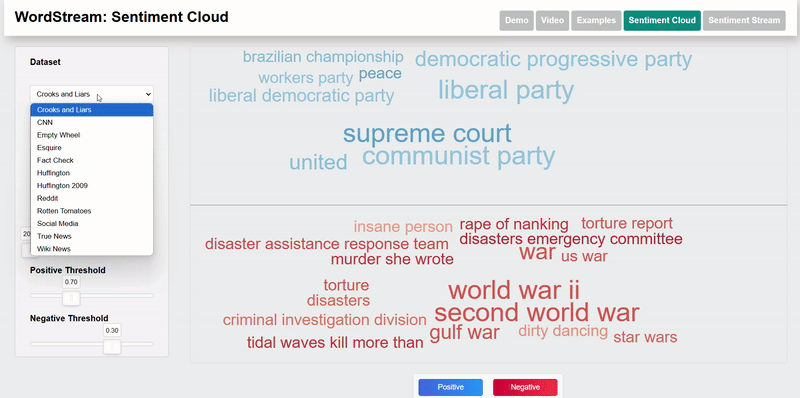 WordStream: Sentiment Cloud
Demo
Video
Examples
Sentiment Cloud
Sentiment Stream
Dataset
Crooks and Liars
Crooks and Liars
CNN
Empty Wheel
Esquire
Fact Check
Huffington
Huffington 2009
Reddit
Rotten Tomatoes
Social Media
True News
Wiki News
Positive Threshold
0.70
Negative Threshold
0.30
brazilian championship
democratic progressive party
workers party
peace
liberal democratic party
liberal party
supreme court
united
communist party
insane person
rape of nanking
torture report
disaster assistance response team
disasters emergency committee
murder she wrote
war
us war
torture
world war ii
disasters
second world war
criminal investigation division
gulf war
dirty dancing
star wars
tidal waves kill more than
Positive
Negative